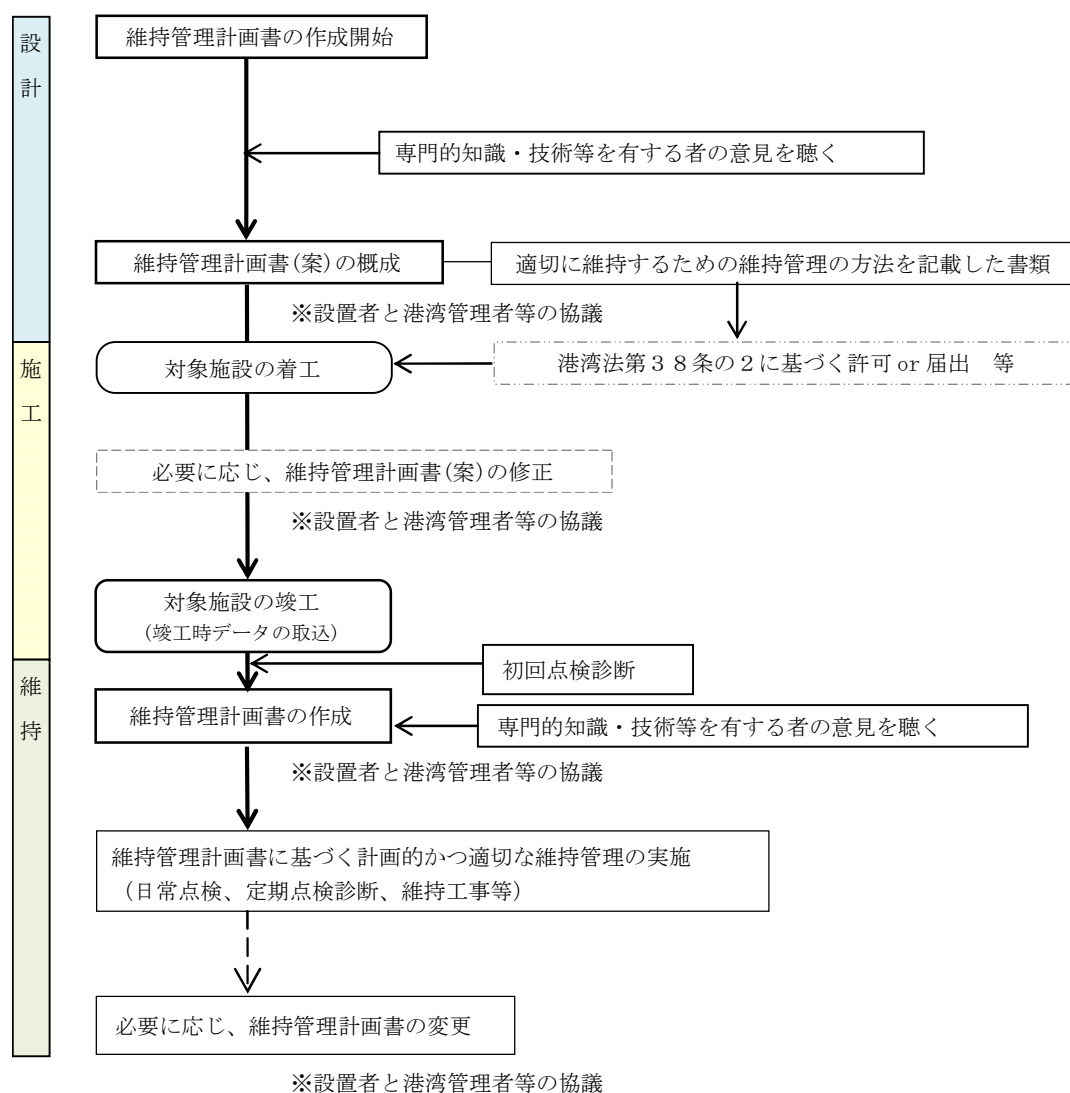 設計
維持管理計画書の作成開始
専門的知識・技術等を有する者の意見を聴く
維持管理計画書(案)の概成
適切に維持するための維持管理の方法を記載した書類
※設置者と港湾管理者等の協議
施工
対象施設の着工
港湾法第38条の2に基づく許可 or 届出　等
必要に応じ、維持管理計画書(案)の修正
※設置者と港湾管理者等の協議
対象施設の竣工
(竣工時データの取込)
維持
初回点検診断
維持管理計画書の作成
専門的知識・技術等を有する者の意見を聴く
※設置者と港湾管理者等の協議
維持管理計画書に基づく計画的かつ適切な維持管理の実施
（日常点検、定期点検診断、維持工事等）
必要に応じ、維持管理計画書の変更
※設置者と港湾管理者等の協議